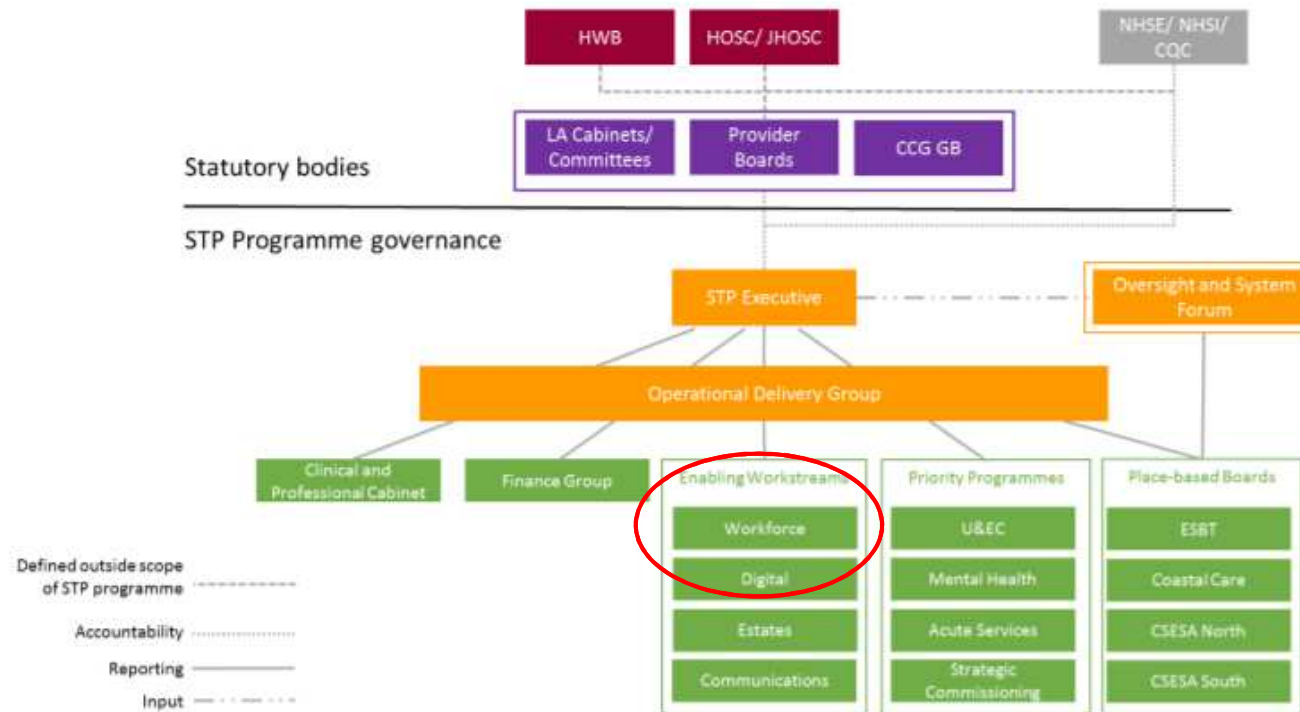 HWB
HOSC/ JHOSC
NHSE/ NHSI/
CQC
LA Cabinets/
Committees
Provider
Boards
CCG GB
Statutory bodies
STP Programme governance
STP Executive
Oversight and System
Forum
Operational Delivery Group
Clinical and
Professional Cabinet
Finance Group
Enabling Workstreams
Workforce
Digital
Estates
Communications
Priority Programmes
U&EC
Mental Health
Acute Services
Strategic
Commissioning
Place-based Boards
ESBT
Coastal Care
CSESA North
CSESA South
Defined outside scope
of STP programme
Accountability
Reporting
Input